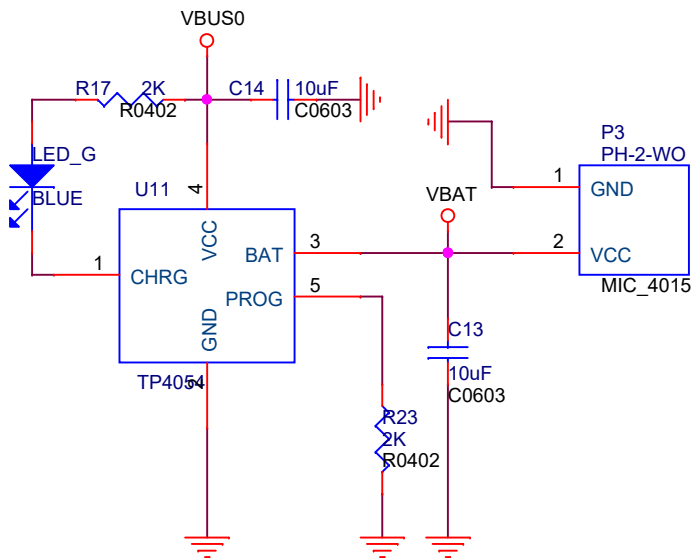 VBUS0
R17
2K
R0402
C14
10uF
C0603
LED_G
BLUE
U11
4
VCC
1
CHRG
BAT
3
PROG
5
GND
2
TP4054
VBAT
P3
PH-2-WO
1
GND
2
VCC
MIC_4015
C13
10uF
C0603
R23
2K
R0402